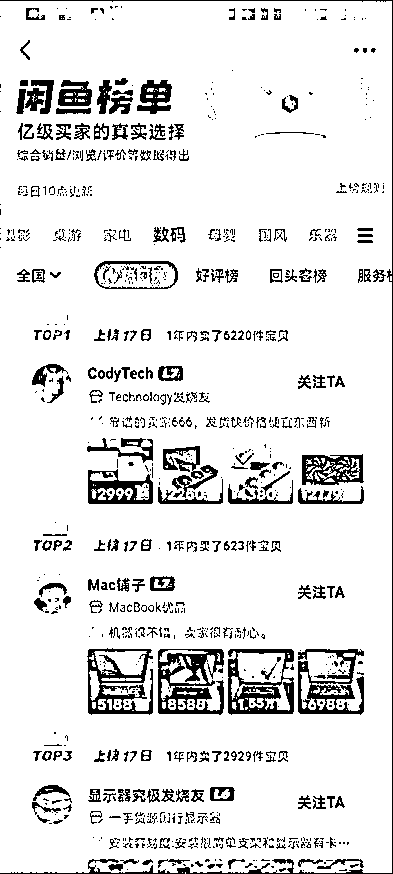 闲鱼榜单
亿级买家的真实选择
综合销量/浏览/评价等数据得出
每日10点更新
上榜规则
摄影 桌游 家电 数码 母婴 国风 乐器
全国 好评榜 回头客榜 服务榜
TOP1 上榜17日 1年内卖了6220件宝贝
CodyTech L7
关注TA
Technology发烧友
靠谱的卖家666，发货快价格便宜东西新
¥2999 ¥2280 ¥4380
TOP2 上榜17日 1年内卖了623件宝贝
Mac铺子 L7
关注TA
MacBook优品
机器很不错，卖家很有耐心。
¥5188 ¥8588 ¥1.55万 ¥6988
TOP3 上榜17日 1年内卖了2929件宝贝
显示器究极发烧友 L6
关注TA
一手货源国行显示器
安装容易度:安装很简单支架和显示器有卡…